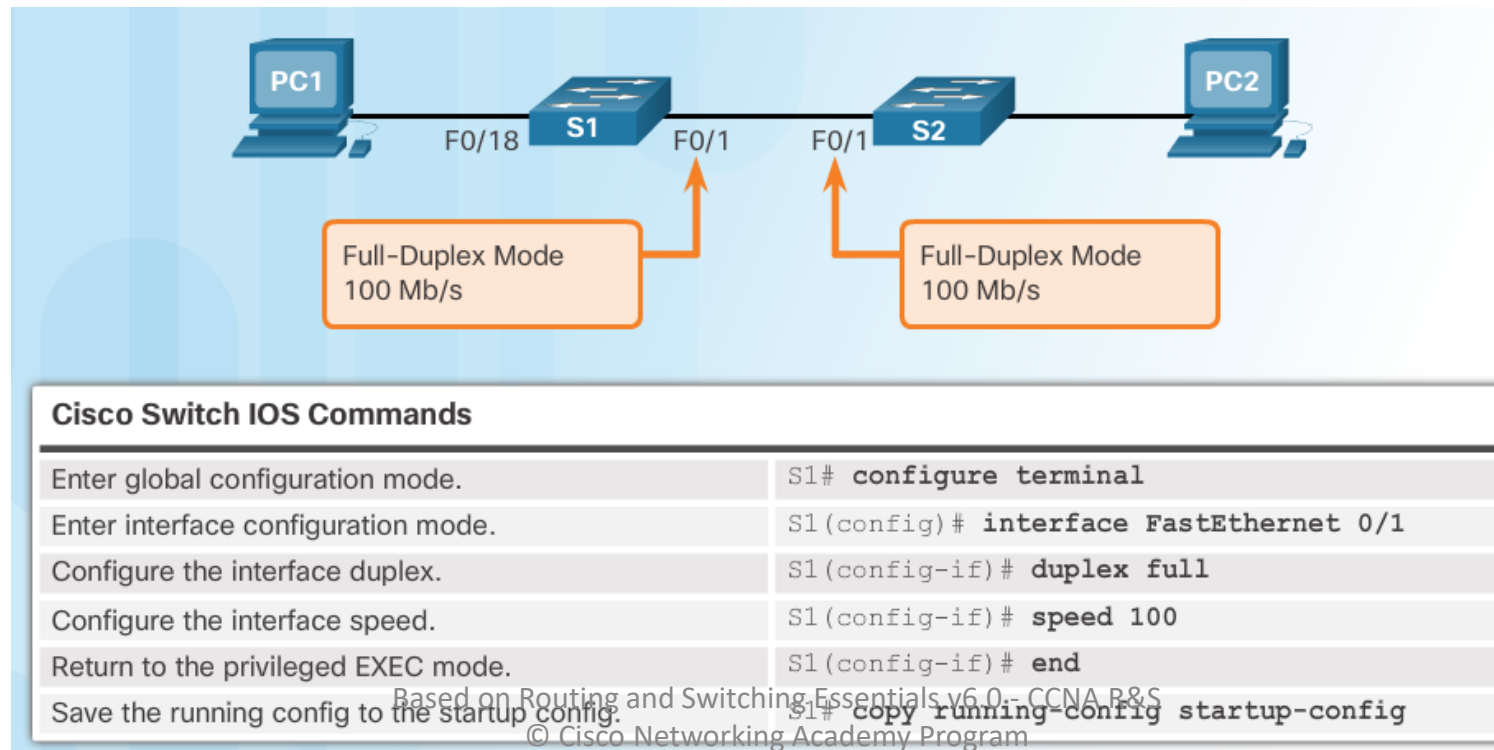 PC1
PC2
S1
S2
F0/18
F0/1
F0/1
Full-Duplex Mode
100 Mb/s
Full-Duplex Mode
100 Mb/s
Cisco Switch IOS Commands
Enter global configuration mode. S1# configure terminal
Enter interface configuration mode. S1(config)# interface FastEthernet 0/1
Configure the interface duplex. S1(config-if)# duplex full
Configure the interface speed. S1(config-if)# speed 100
Return to the privileged EXEC mode. S1(config-if)# end
Save the running config to the startup config. S1# copy running-config startup-config
Based on Routing and Switching Essentials v6.0 - CCNA R&S
© Cisco Networking Academy Program